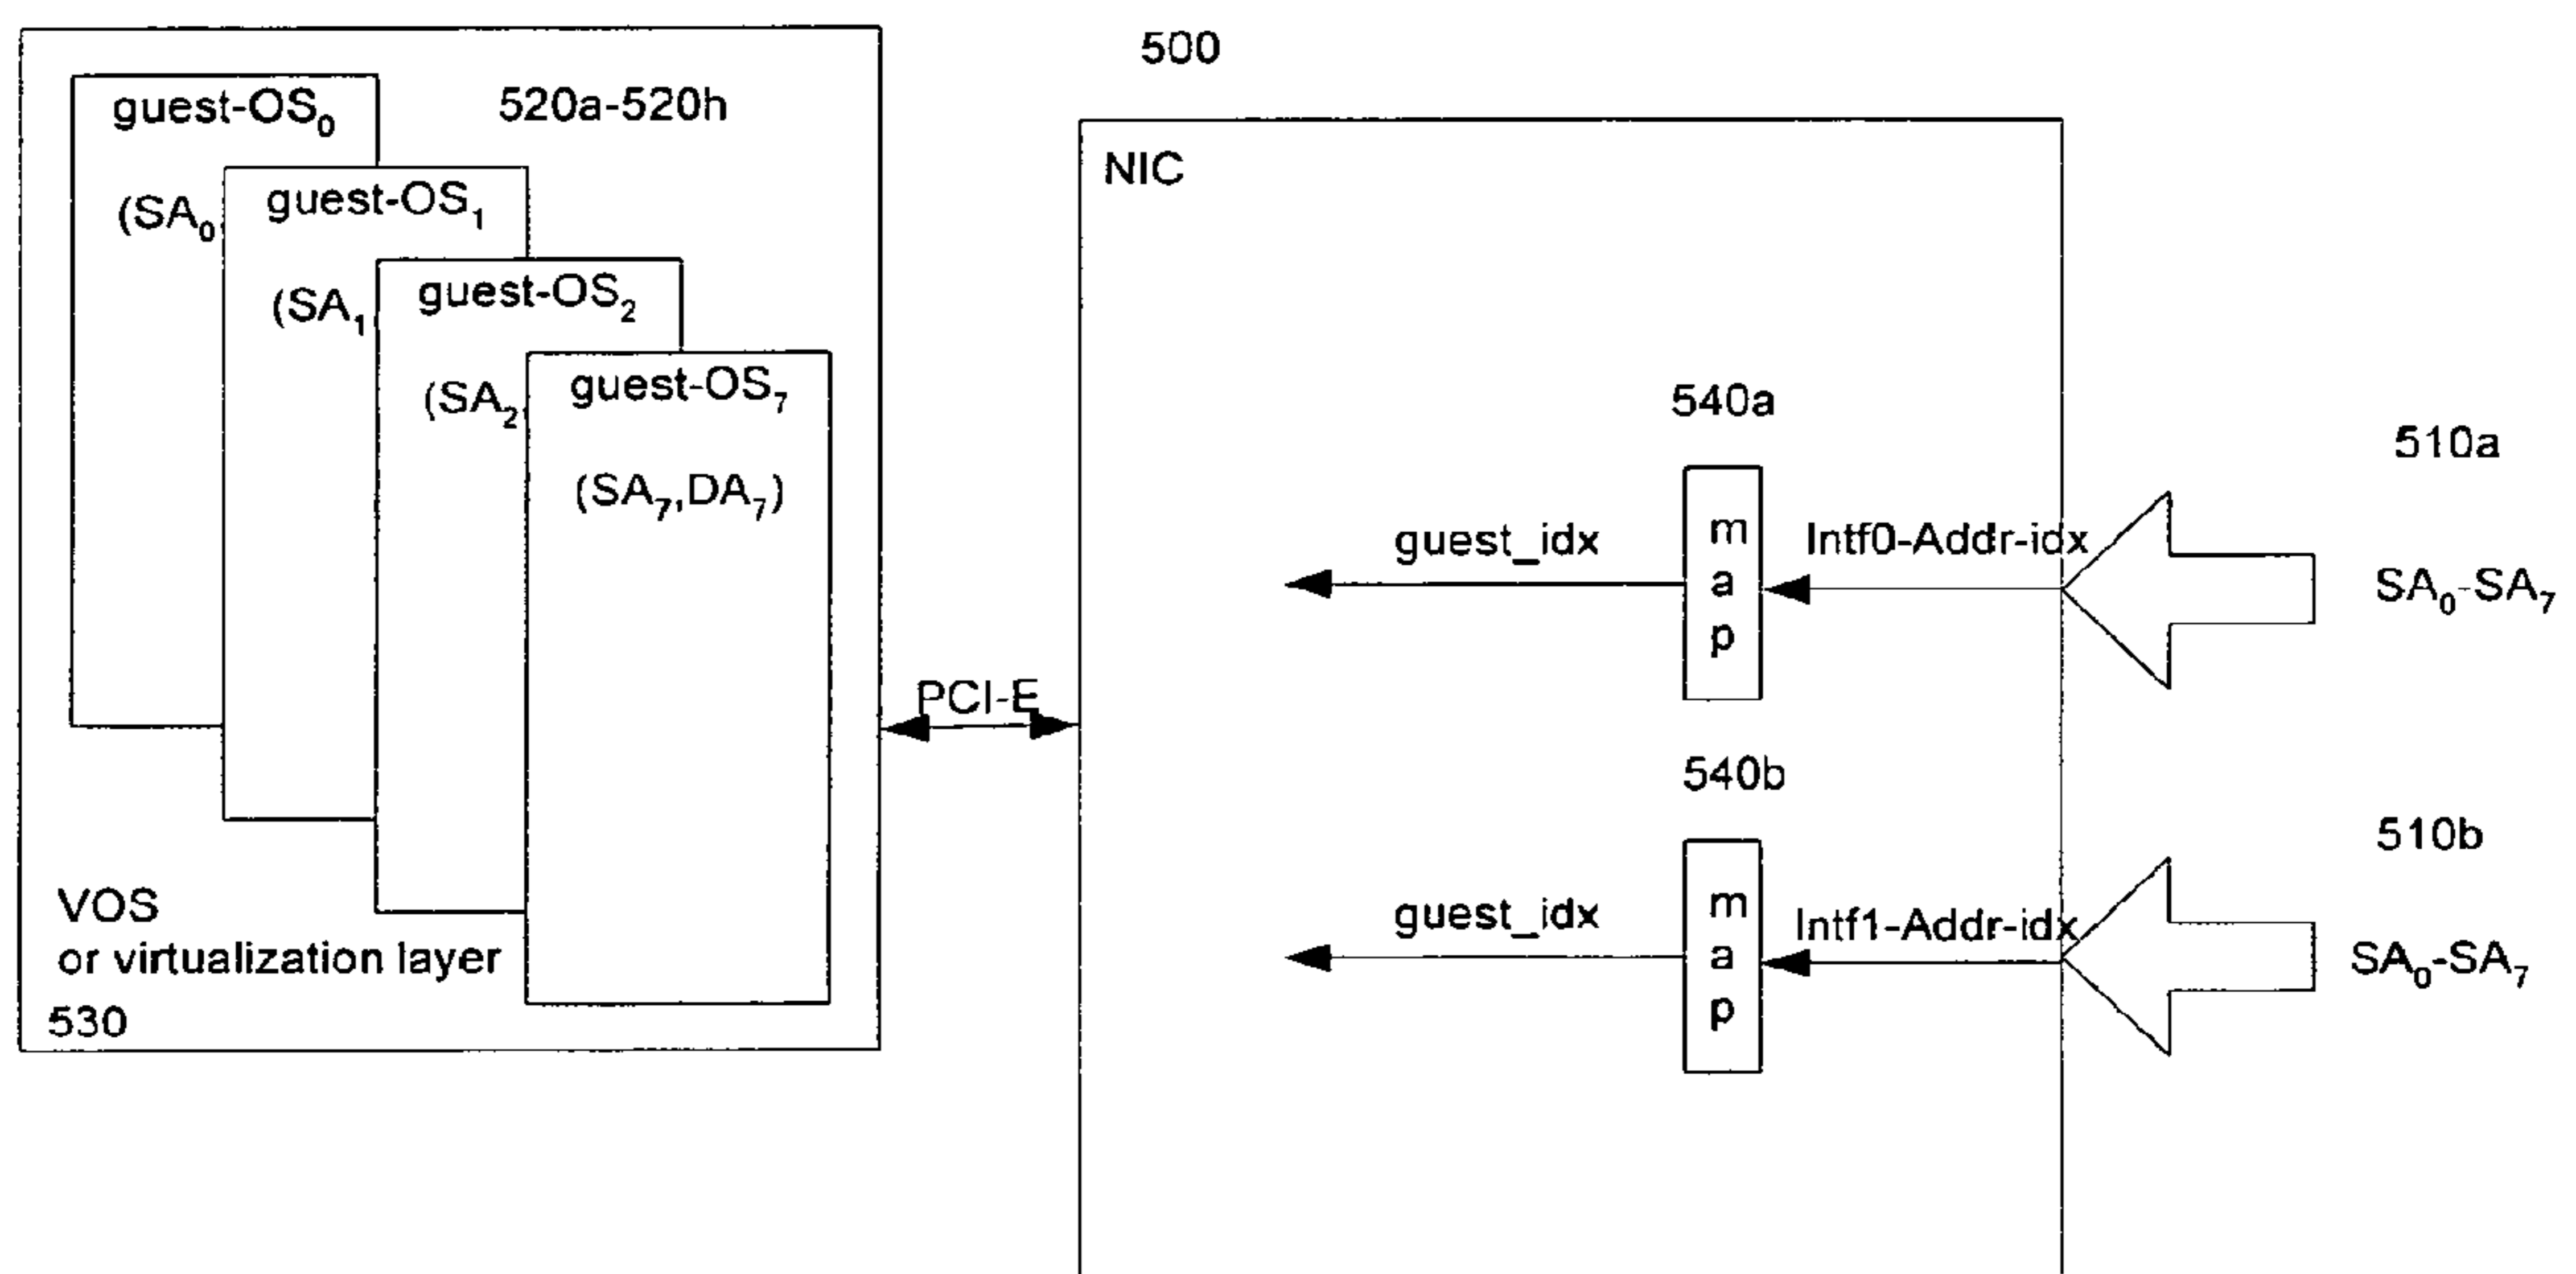 500
guest-OS₀
520a-520h
(SA₀
guest-OS₁
(SA₁
guest-OS₂
(SA₂,
guest-OS₇
(SA₇,DA₇)
VOS
or virtualization layer
530
PCI-E
NIC
540a
map
guest_idx
Intf0-Addr-idx
510a
SA₀-SA₇
540b
map
guest_idx
Intf1-Addr-idx
510b
SA₀-SA₇